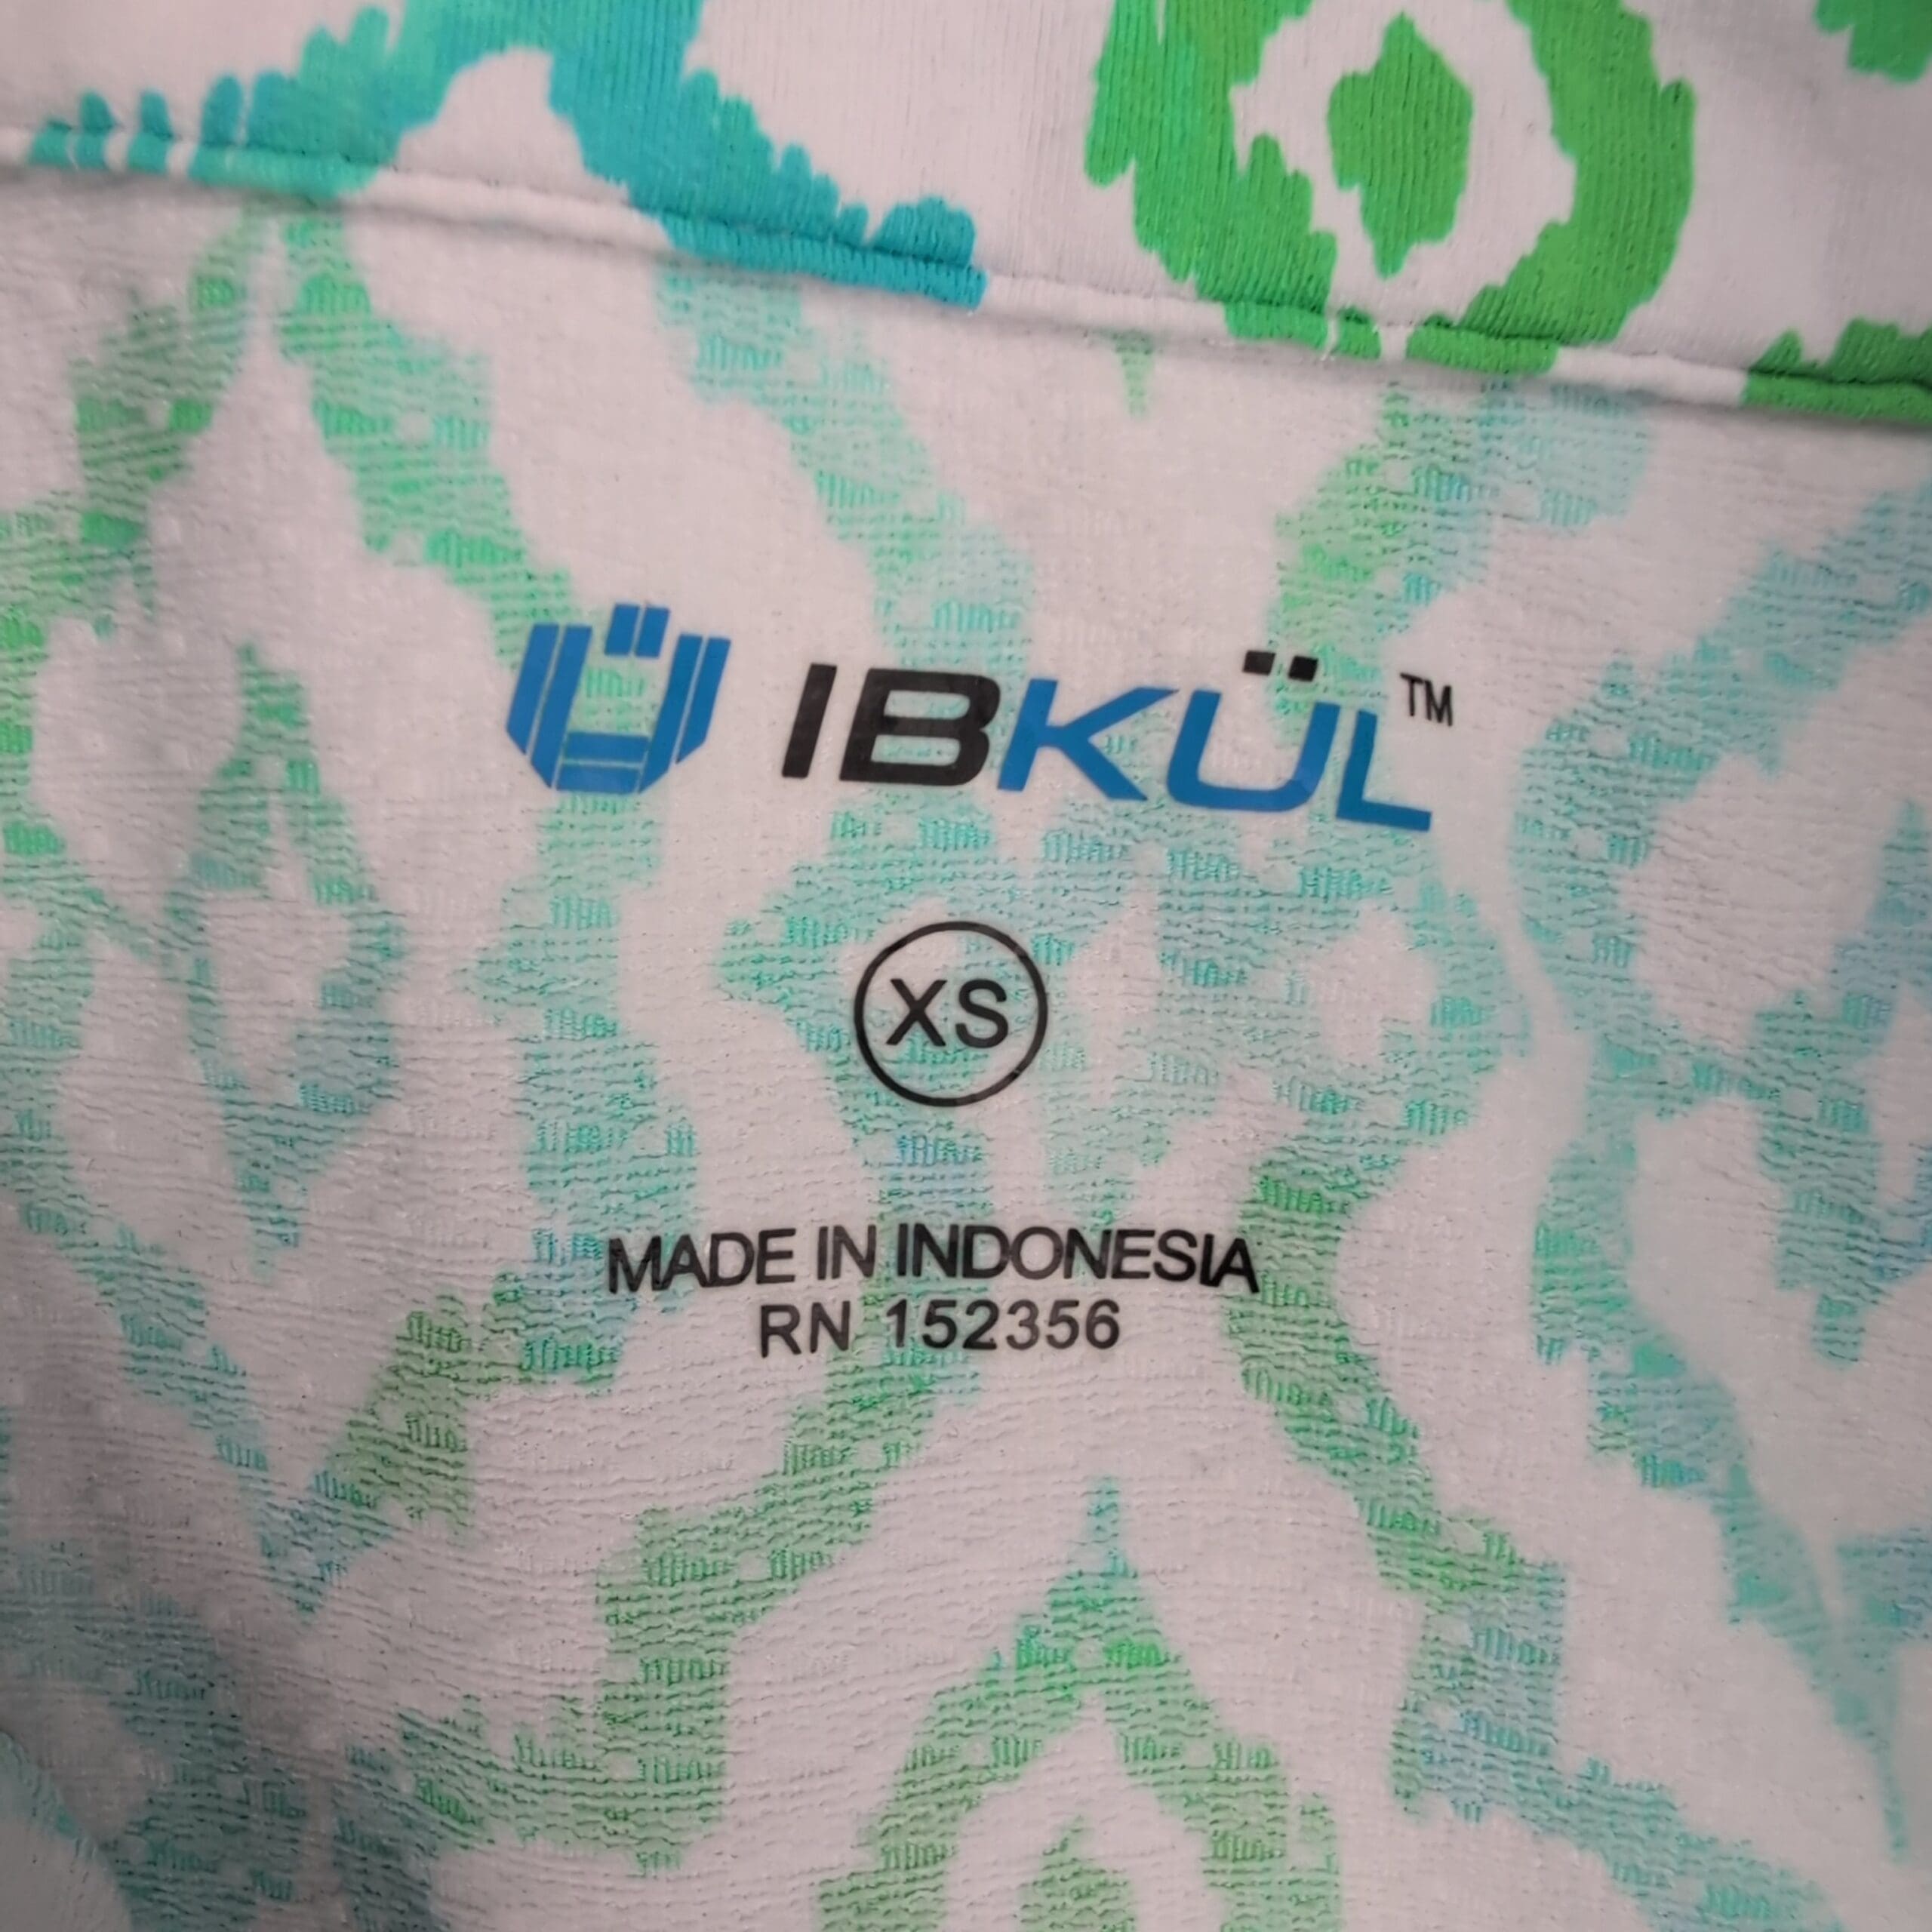 IBKÜL™
XS
MADE IN INDONESIA
RN 152356